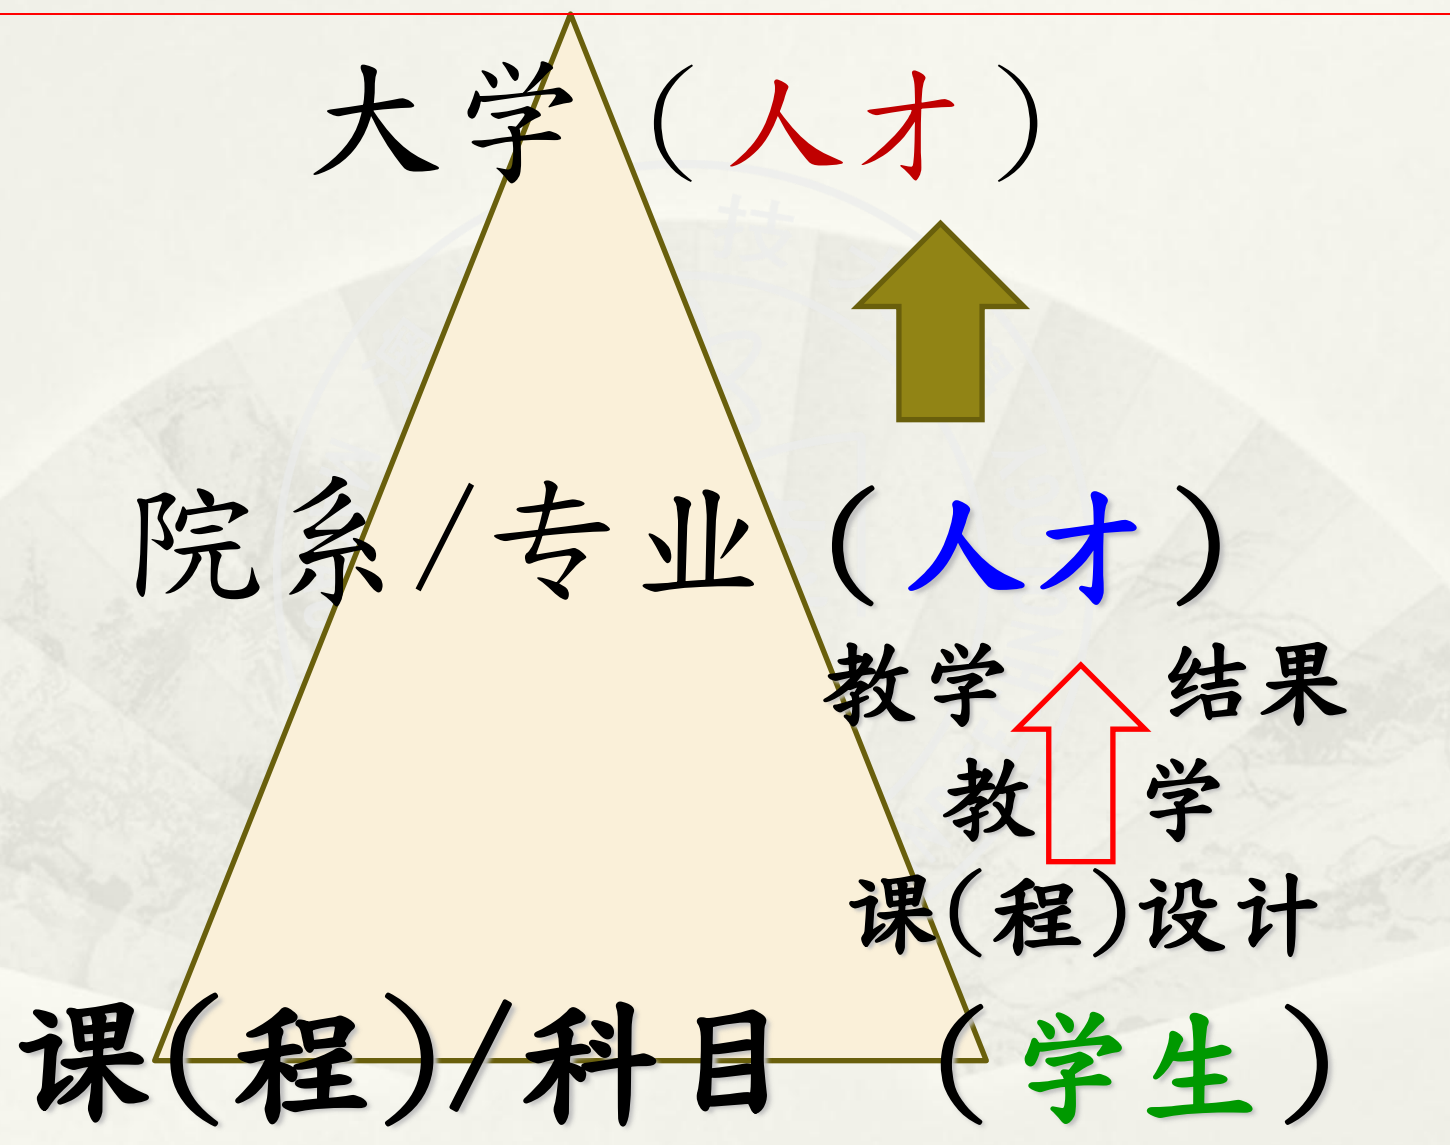 大学（人才）
院系/专业（人才）
教学 结果
教 学
课(程)设计
课(程)/科目 （学生）
技